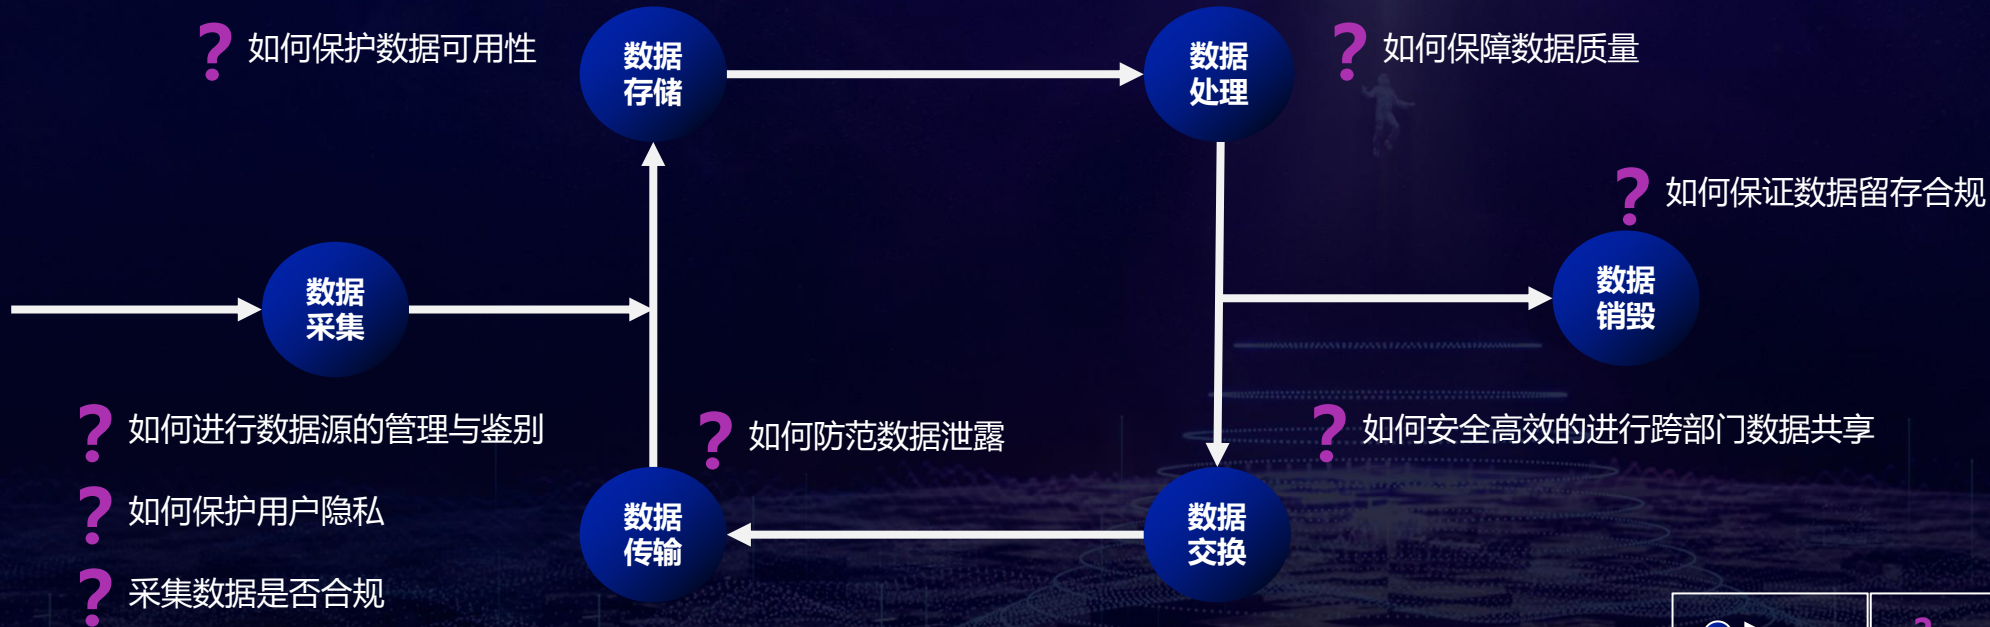 ? 如何保护数据可用性
数据
存储
数据
处理
? 如何保障数据质量
? 如何保证数据留存合规
数据
采集
数据
销毁
? 如何进行数据源的管理与鉴别
? 如何防范数据泄露
? 如何安全高效的进行跨部门数据共享
? 如何保护用户隐私
数据
传输
数据
交换
? 采集数据是否合规
?